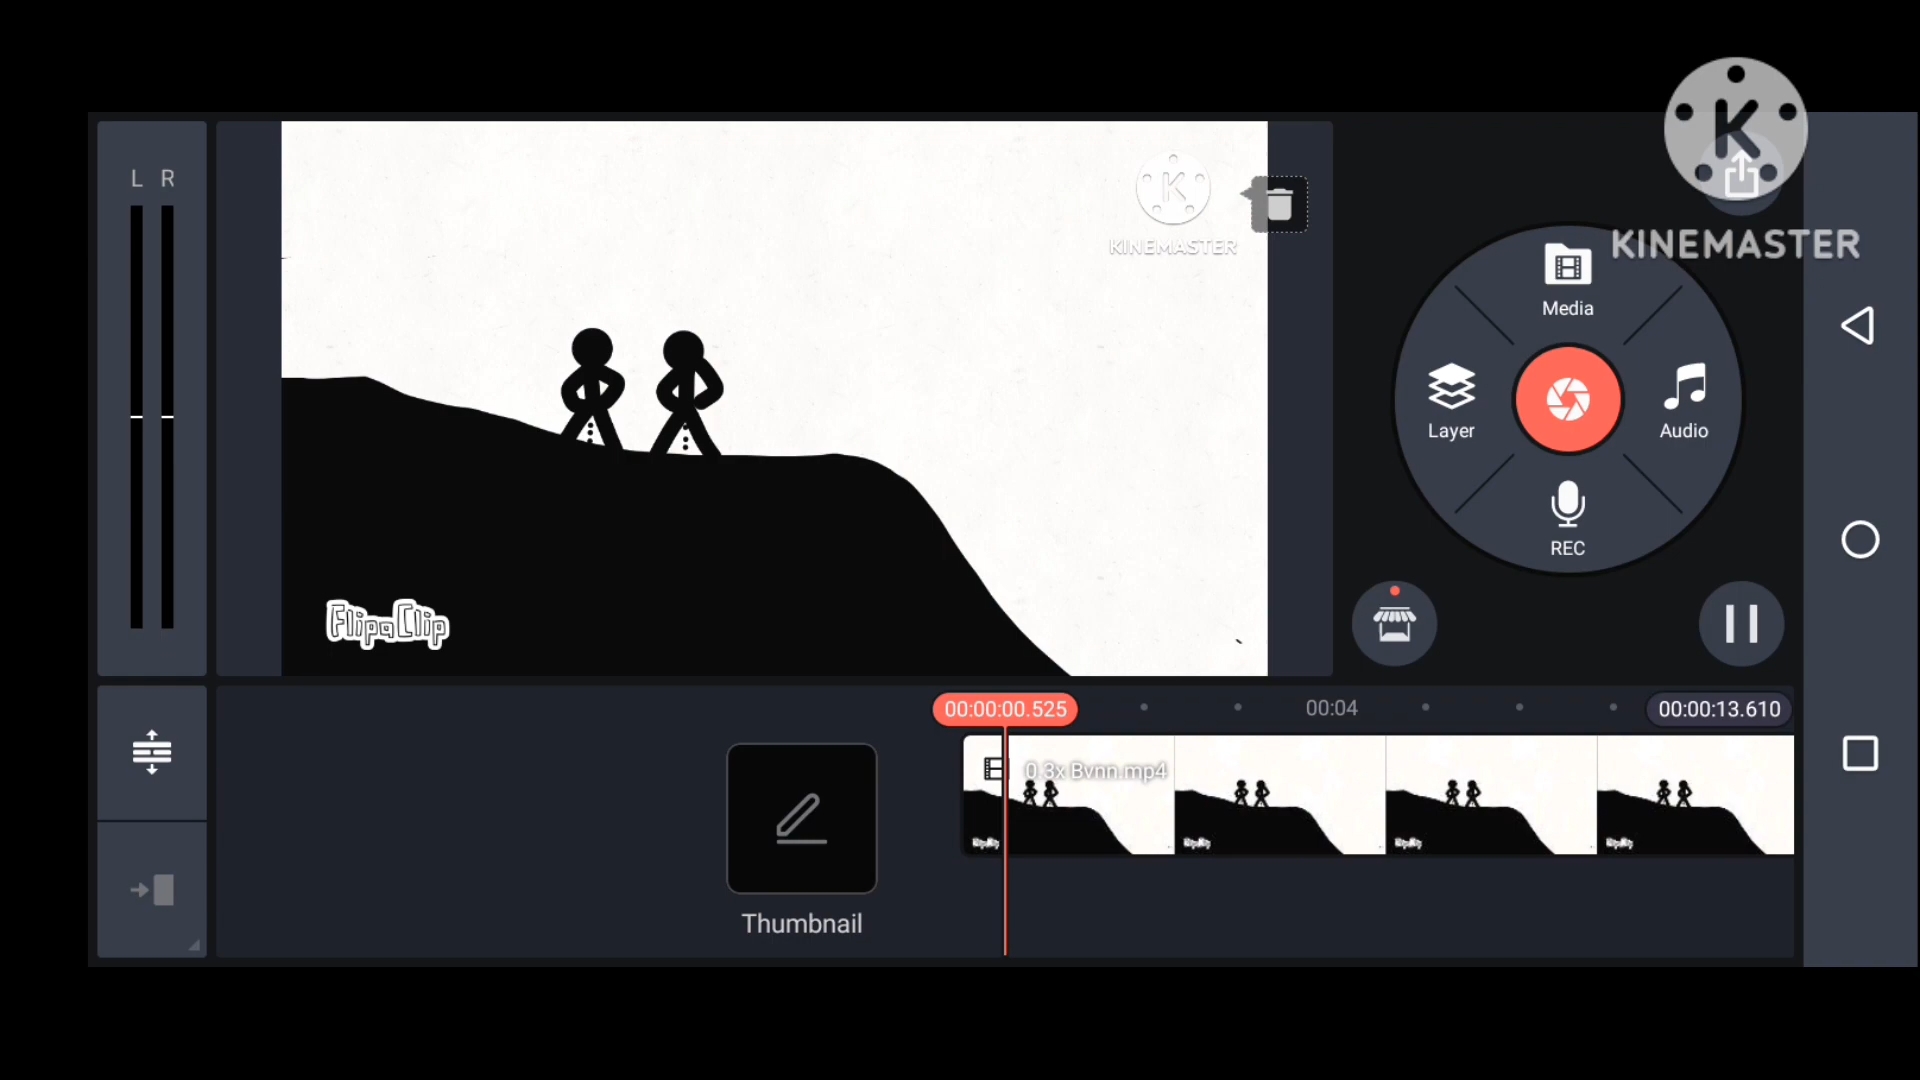 L R
K
KINEMASTER
K
KINEMASTER
Media
Layer
Audio
REC
FlipaClip
00:00:00.525
00:04
00:00:13.610
0.3x Bvnn.mp4
Thumbnail